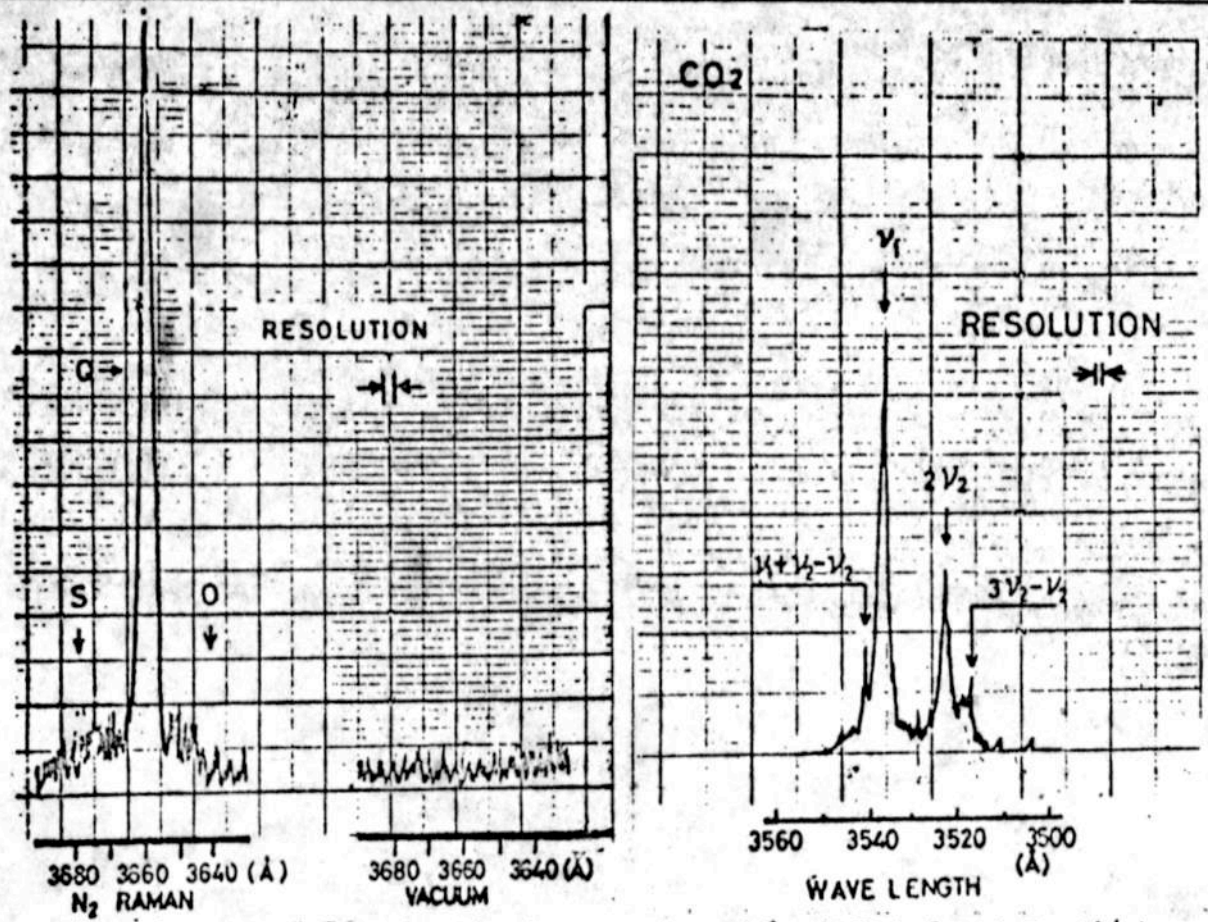 RESOLUTION
Q
S
O
3680 3660 3640 (Å)
N₂ RAMAN
3680 3660 3640 (Å)
VACUUM
CO₂
ν₁
RESOLUTION
2ν₂
ν₁+ν₂-ν₂
3ν₂-ν₂
3560 3540 3520 3500
(Å)
WAVE LENGTH